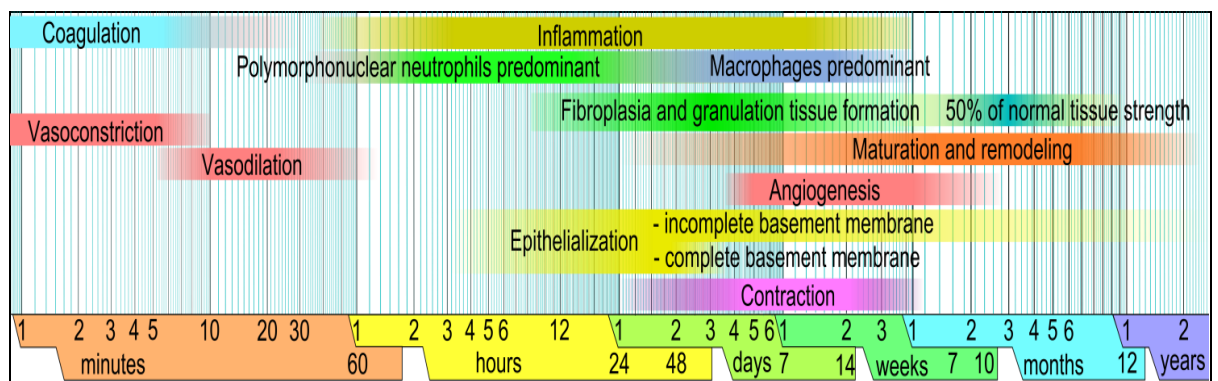 Coagulation
Inflammation
Polymorphonuclear neutrophils predominant
Macrophages predominant
Fibroplasia and granulation tissue formation
50% of normal tissue strength
Vasoconstriction
Maturation and remodeling
Vasodilation
Angiogenesis
- incomplete basement membrane
Epithelialization
- complete basement membrane
Contraction
1 2 3 4 5 10 20 30 1 2 3 4 5 6 12 1 2 3 4 5 6 1 2 3 1 2 3 4 5 6 1 2
minutes 60 hours 24 48 days 7 14 weeks 7 10 months 12 years